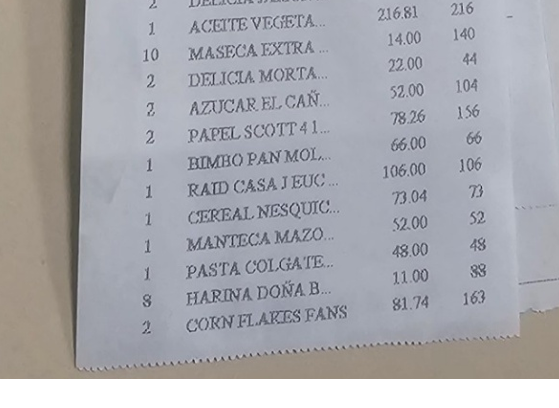 2 DELICIA
1 ACEITE VEGETA... 216.81 216
10 MASECA EXTRA ... 14.00 140
2 DELICIA MORTA... 22.00 44
2 AZUCAR EL CAÑ... 52.00 104
2 PAPEL SCOTT 4 1... 78.26 156
1 BIMBO PAN MOL... 66.00 66
1 RAID CASA J EUC ... 106.00 106
1 CEREAL NESQUIC... 73.04 73
1 MANTECA MAZO... 52.00 52
1 PASTA COLGATE... 48.00 48
8 HARINA DOÑA B... 11.00 88
2 CORN FLAKES FANS 81.74 163